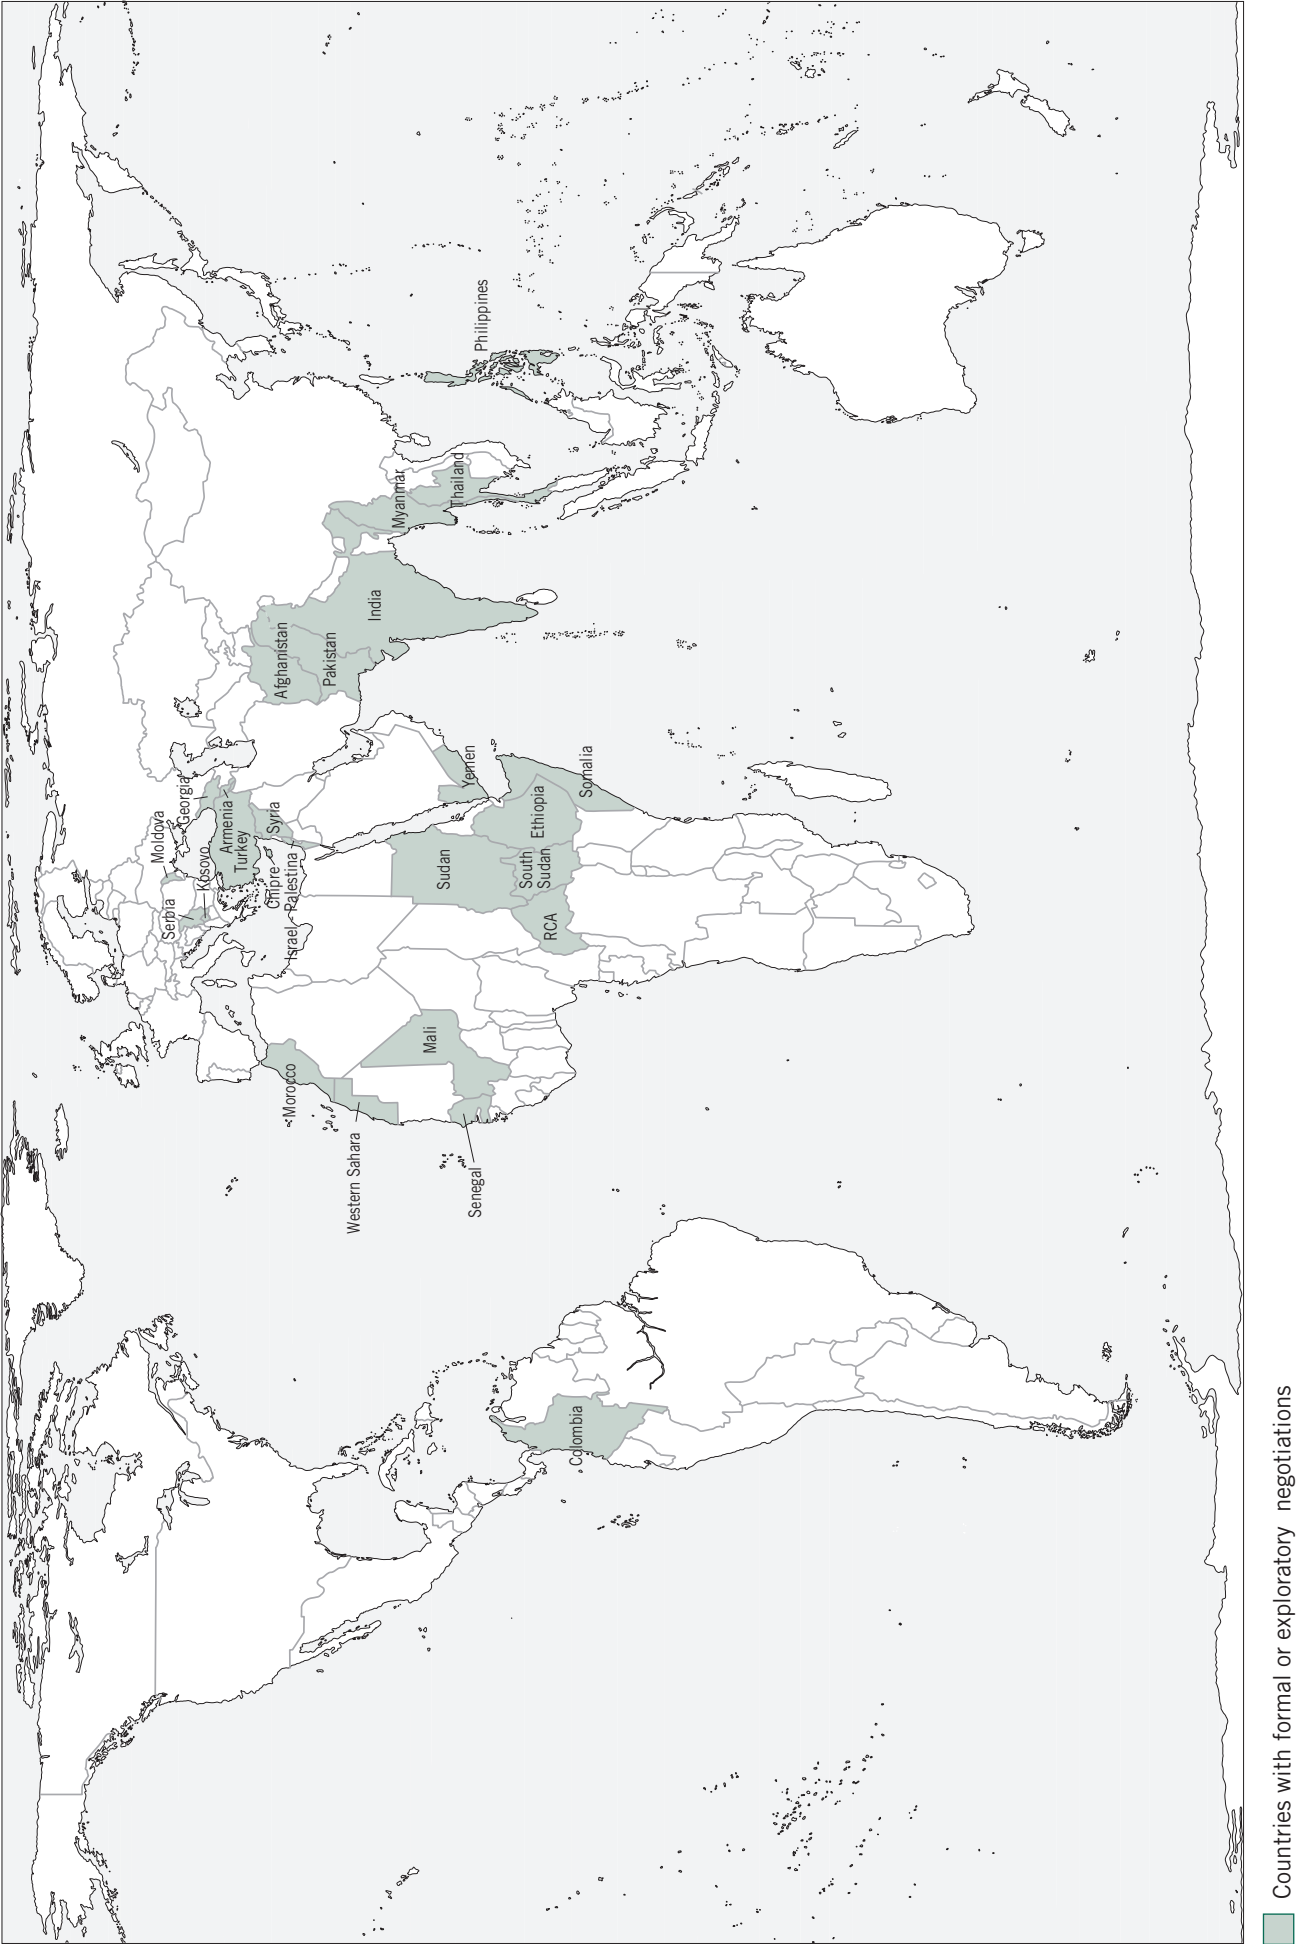 Moldova
Georgia
Serbia
Kosovo
Armenia
Turkey
Chipre
Syria
Israel
Palestina
Afghanistan
Pakistan
India
Myanmar
Thailand
Philippines
Morocco
Western Sahara
Mali
Senegal
Sudan
South
Sudan
RCA
Ethiopia
Yemen
Somalia
Colombia
Countries with formal or exploratory negotiations